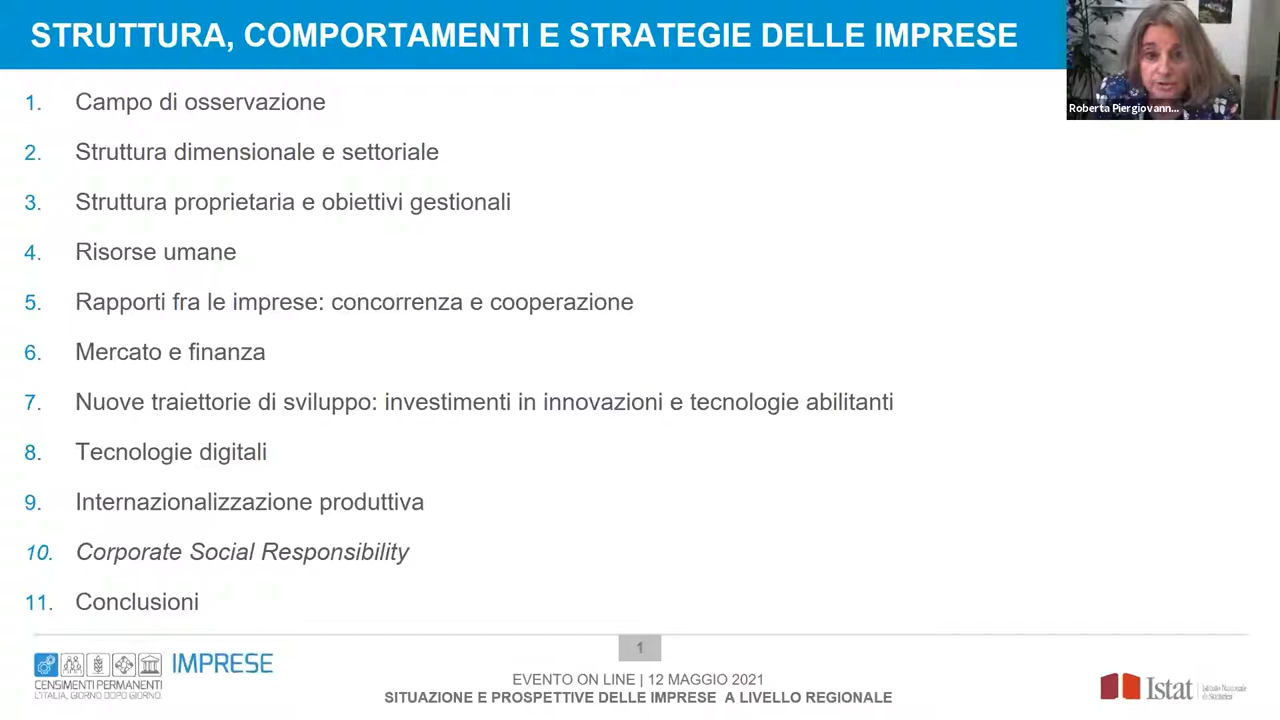 STRUTTURA, COMPORTAMENTI E STRATEGIE DELLE IMPRESE
Roberta Piergiovann...
1. Campo di osservazione
2. Struttura dimensionale e settoriale
3. Struttura proprietaria e obiettivi gestionali
4. Risorse umane
5. Rapporti fra le imprese: concorrenza e cooperazione
6. Mercato e finanza
7. Nuove traiettorie di sviluppo: investimenti in innovazioni e tecnologie abilitanti
8. Tecnologie digitali
9. Internazionalizzazione produttiva
10. Corporate Social Responsibility
11. Conclusioni
1
IMPRESE
CENSIMENTI PERMANENTI
L'ITALIA, GIORNO DOPO GIORNO
EVENTO ON LINE | 12 MAGGIO 2021
SITUAZIONE E PROSPETTIVE DELLE IMPRESE A LIVELLO REGIONALE
Istat
Istituto Nazionale
di Statistica